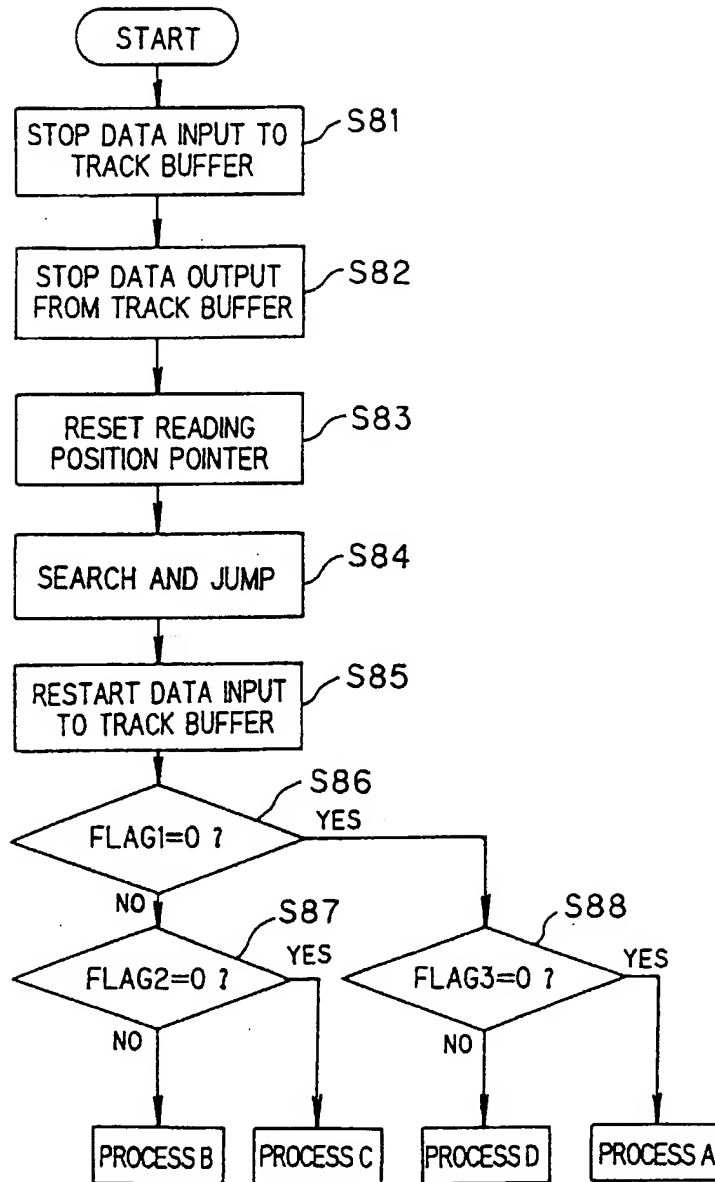 START
STOP DATA INPUT TO
TRACK BUFFER
S81
STOP DATA OUTPUT
FROM TRACK BUFFER
S82
RESET READING
POSITION POINTER
S83
SEARCH AND JUMP
S84
RESTART DATA INPUT
TO TRACK BUFFER
S85
FLAG1=0 ?
S86
YES
NO
FLAG2=0 ?
S87
YES
NO
FLAG3=0 ?
S88
YES
NO
PROCESS B
PROCESS C
PROCESS D
PROCESS A